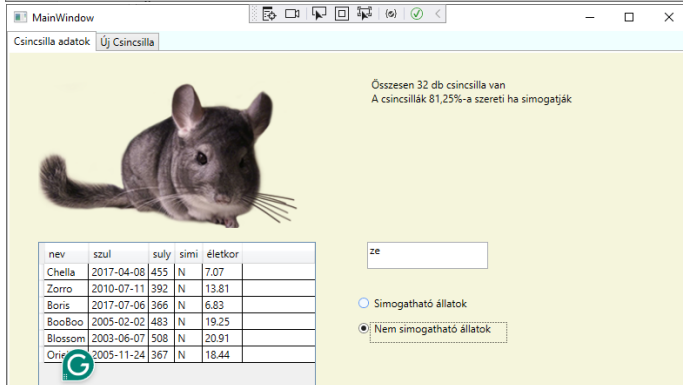 MainWindow
Csincsilla adatok Új Csincsilla
Összesen 32 db csincsilla van
A csincsillák 81,25%-a szereti ha simogatják
nev szul suly simi életkor
Chella 2017-04-08 455 N 7.07
Zorro 2010-07-11 392 N 13.81
Boris 2017-07-06 366 N 6.83
BooBoo 2005-02-02 483 N 19.25
Blossom 2003-06-07 508 N 20.91
2005-11-24 367 N 18.44
ze
Simogatható állatok
Nem simogatható állatok